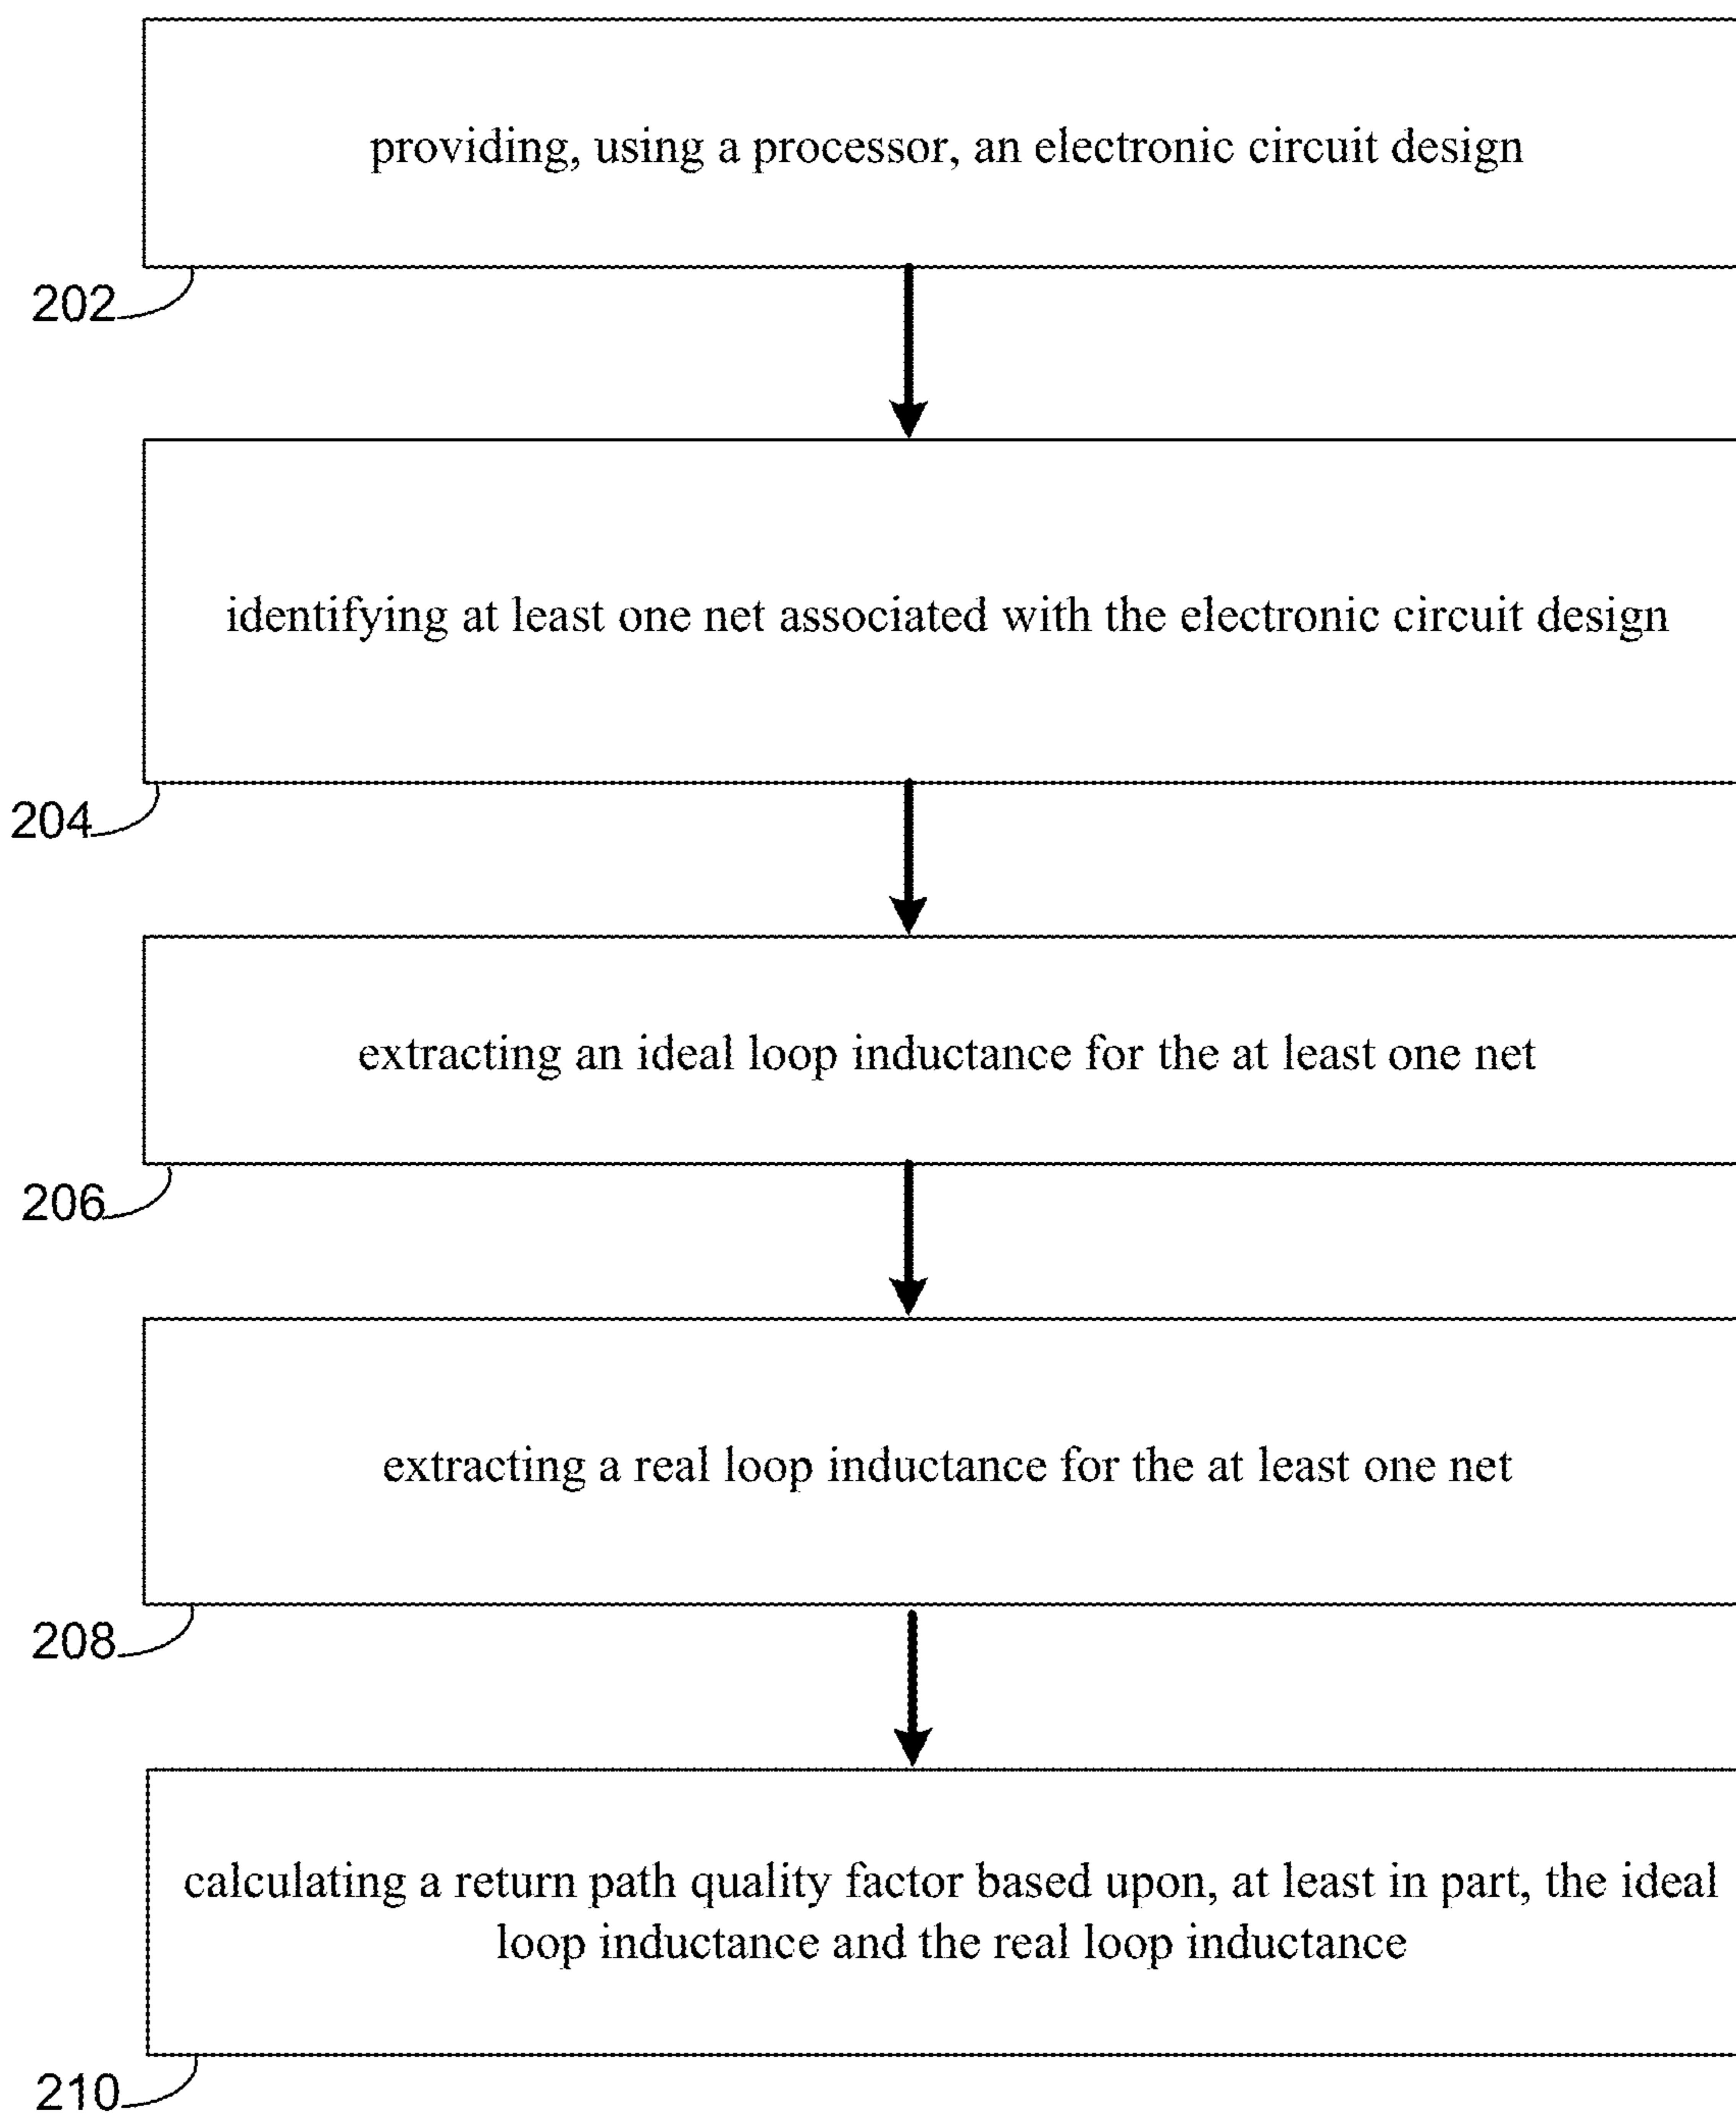 providing, using a processor, an electronic circuit design
202
identifying at least one net associated with the electronic circuit design
204
extracting an ideal loop inductance for the at least one net
206
extracting a real loop inductance for the at least one net
208
calculating a return path quality factor based upon, at least in part, the ideal
loop inductance and the real loop inductance
210